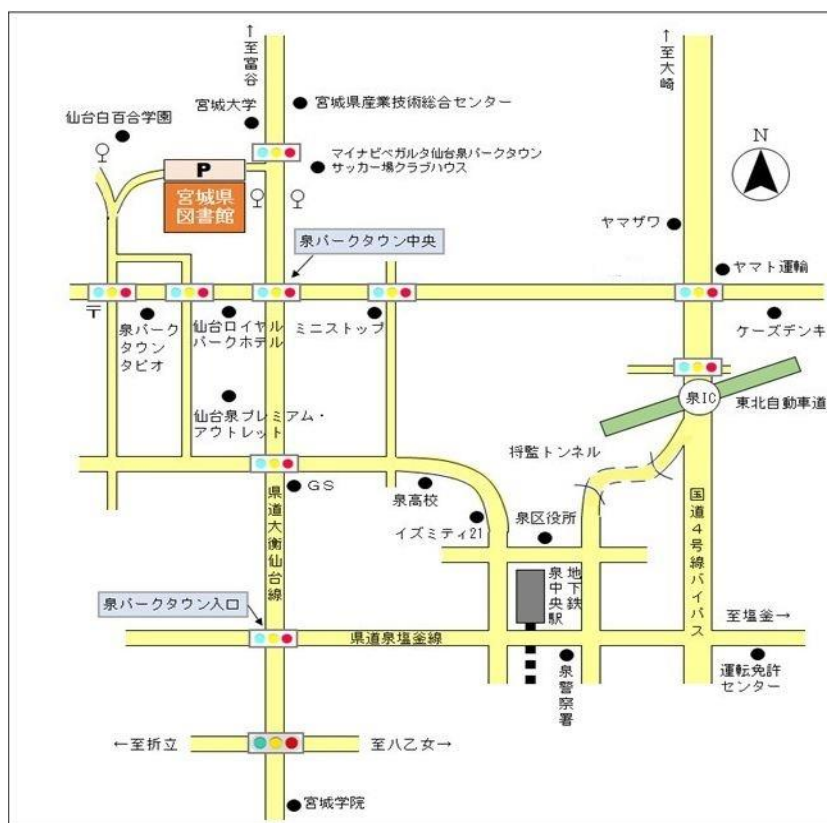 ↑至富谷
↑至大崎
宮城大学
宮城県産業技術総合センター
仙台白百合学園
マイナビベガルタ仙台泉パークタウン
サッカー場クラブハウス
N
P
宮城県
図書館
ヤマザワ
泉パークタウン中央
ヤマト運輸
〒
泉パーク
タウン
タピオ
仙台ロイヤル
パークホテル
ミニストップ
ケーズデンキ
泉IC
東北自動車道
仙台泉プレミアム・
アウトレット
将監トンネル
GS
泉高校
県道大衡仙台線
イズミティ21
泉区役所
国道4号線バイパス
地下鉄
泉中央駅
泉パークタウン入口
至塩釜→
県道泉塩釜線
泉警察署
運転免許
センター
←至折立
至八乙女→
宮城学院